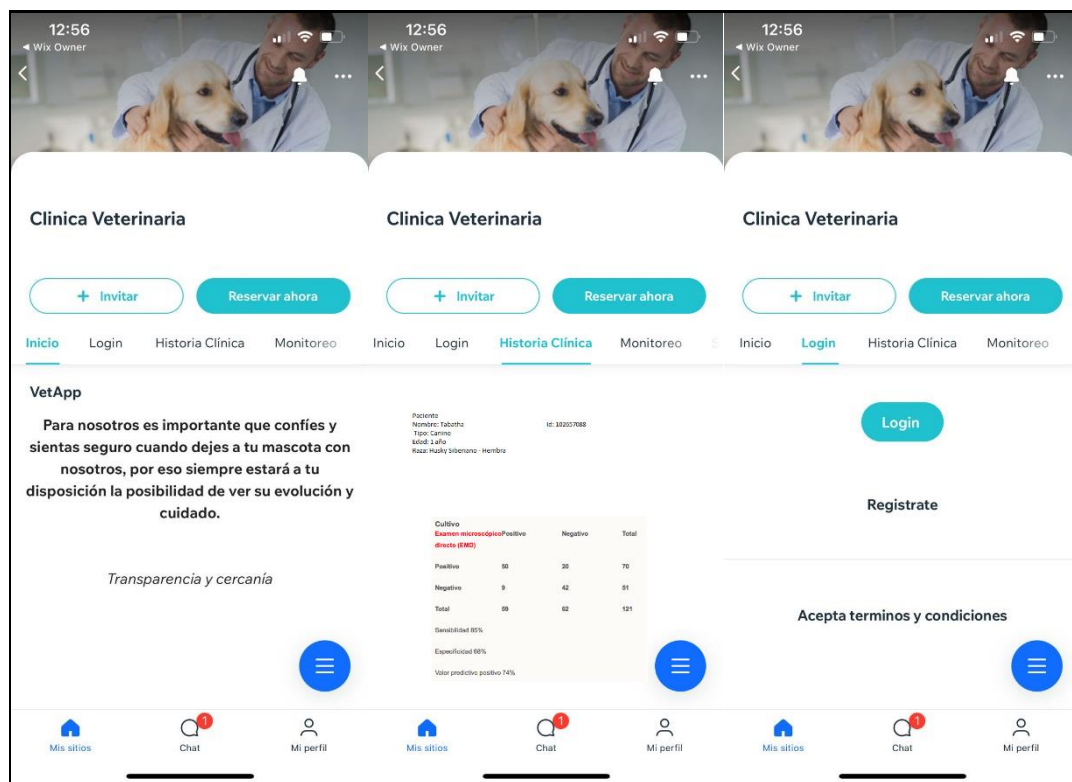 12:56
◄ Wix Owner
Clinica Veterinaria
+ Invitar
Reservar ahora
Inicio Login Historia Clínica Monitoreo
VetApp
Para nosotros es importante que confíes y
sientas seguro cuando dejes a tu mascota con
nosotros, por eso siempre estará a tu
disposición la posibilidad de ver su evolución y
cuidado.
Transparencia y cercanía
Mis sitios
1
Chat
Mi perfil
12:56
◄ Wix Owner
Clinica Veterinaria
+ Invitar
Reservar ahora
Inicio Login Historia Clínica Monitoreo S
Paciente
Nombre: Tabatha Id: 102657088
Tipo: Canino
Edad: 1 año
Raza: Husky Siberiano - Hembra
Cultivo
Examen microscópico Positivo Negativo Total
directo (EMD)
Positivo 50 20 70
Negativo 9 42 51
Total 59 62 121
Sensibilidad 85%
Especificidad 68%
Valor predictivo positivo 74%
Mis sitios
1
Chat
Mi perfil
12:56
◄ Wix Owner
Clinica Veterinaria
+ Invitar
Reservar ahora
Inicio Login Historia Clínica Monitoreo
Login
Registrate
Acepta terminos y condiciones
Mis sitios
1
Chat
Mi perfil